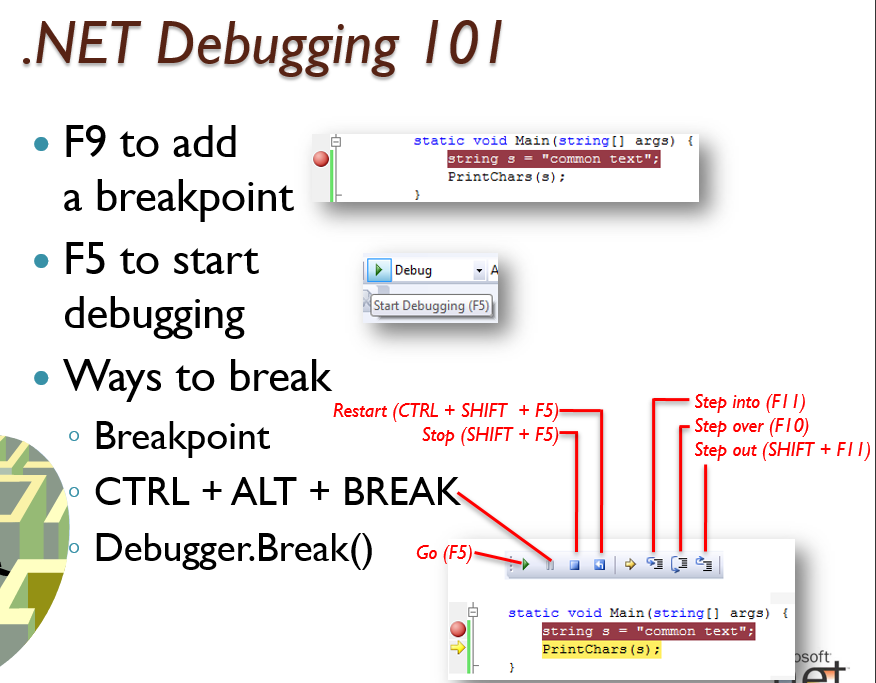 .NET Debugging 101
F9 to add
a breakpoint
static void Main(string[] args) {
string s = "common text";
PrintChars(s);
}
F5 to start
debugging
Debug
A
Start Debugging (F5)
Ways to break
Breakpoint
CTRL + ALT + BREAK
Debugger.Break()
Restart (CTRL + SHIFT + F5)
Stop (SHIFT + F5)
Go (F5)
Step into (F11)
Step over (F10)
Step out (SHIFT + F11)
static void Main(string[] args) {
string s = "common text";
PrintChars(s);
}
osoft
.net